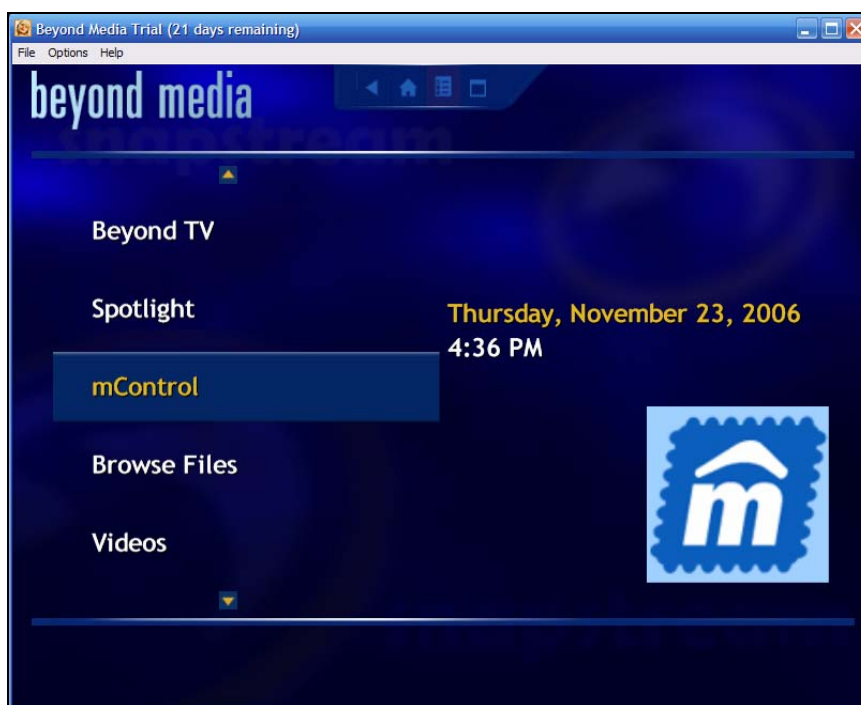 Beyond Media Trial (21 days remaining)
File Options Help
beyond media
snapstream
Beyond TV
Spotlight
Thursday, November 23, 2006
4:36 PM
mControl
Browse Files
m
Videos